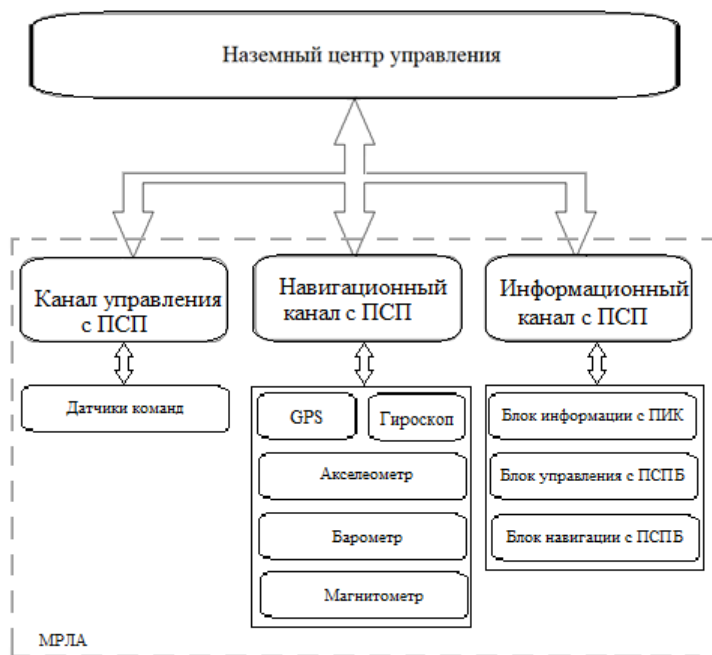 Наземный центр управления
Канал управления
с ПСП
Навигационный
канал с ПСП
Информационный
канал с ПСП
Датчики команд
GPS
Гироскоп
Акселеометр
Барометр
Магнитометр
Блок информации с ПИК
Блок управления с ПСПБ
Блок навигации с ПСПБ
МРЛА